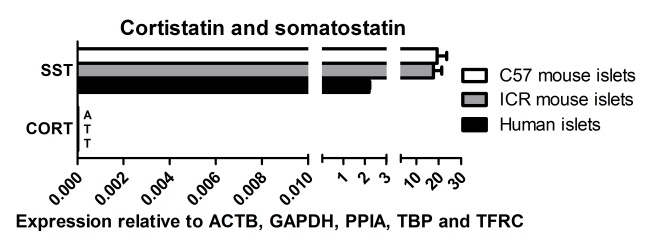 Cortistatin and somatostatin
SST
CORT
A
T
T
C57 mouse islets
ICR mouse islets
Human islets
0.000 0.002 0.004 0.006 0.008 0.010 1 2 3 10 20 30
Expression relative to ACTB, GAPDH, PPIA, TBP and TFRC